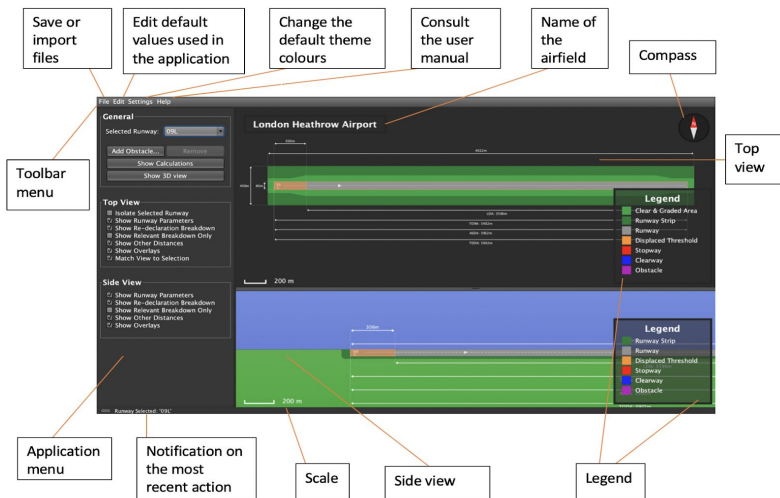 Save or
import
files
Edit default
values used in
the application
Change the
default theme
colours
Consult
the user
manual
Name of
the
airfield
Compass
File Edit Settings Help
General
Selected Runway: 09L
Add Obstacle... Remove
Show Calculations
Show 3D view
Top View
Isolate Selected Runway
Show Runway Parameters
Show Re-declaration Breakdown
Show Relevant Breakdown Only
Show Other Distances
Show Overlays
Match View to Selection
Side View
Show Runway Parameters
Show Re-declaration Breakdown
Show Relevant Breakdown Only
Show Other Distances
Show Overlays
Runway Selected: "09L"
London Heathrow Airport
Legend
Clear & Graded Area
Runway Strip
Runway
Displaced Threshold
Stopway
Clearway
Obstacle
200 m
306m
Legend
Runway Strip
Runway
Displaced Threshold
Stopway
Clearway
Obstacle
200 m
Toolbar
menu
Top
view
Application
menu
Notification on
the most
recent action
Scale
Side view
Legend